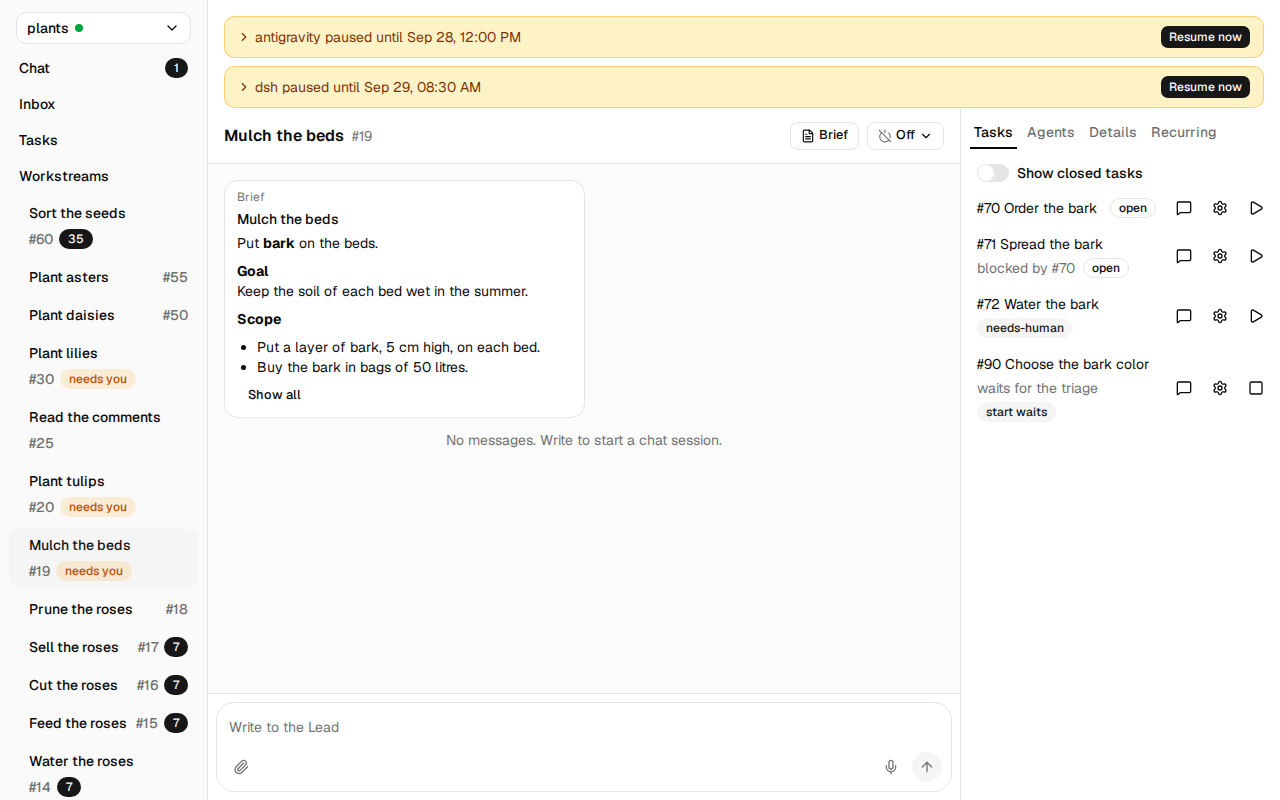 plants
Chat 1
Inbox
Tasks
Workstreams
Sort the seeds
#60 35
Plant asters #55
Plant daisies #50
Plant lilies
#30 needs you
Read the comments
#25
Plant tulips
#20 needs you
Mulch the beds
#19 needs you
Prune the roses #18
Sell the roses #17 7
Cut the roses #16 7
Feed the roses #15 7
Water the roses
#14 7
antigravity paused until Sep 28, 12:00 PM Resume now
dsh paused until Sep 29, 08:30 AM Resume now
Mulch the beds #19 Brief Off
Brief
Mulch the beds
Put bark on the beds.
Goal
Keep the soil of each bed wet in the summer.
Scope
• Put a layer of bark, 5 cm high, on each bed.
• Buy the bark in bags of 50 litres.
Show all
No messages. Write to start a chat session.
Write to the Lead
Tasks Agents Details Recurring
Show closed tasks
#70 Order the bark open
#71 Spread the bark
blocked by #70 open
#72 Water the bark
needs-human
#90 Choose the bark color
waits for the triage
start waits